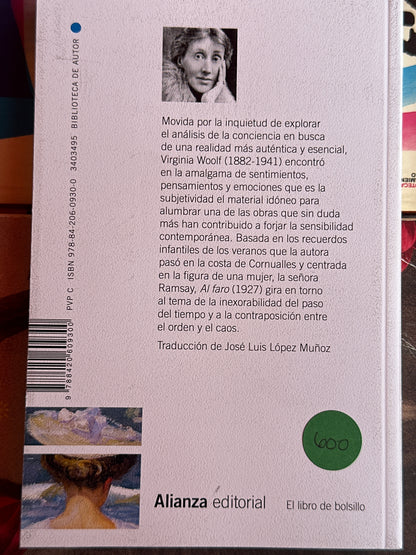 Movida por la inquietud de explorar
el análisis de la conciencia en busca
de una realidad más auténtica y esencial,
Virginia Woolf (1882-1941) encontró
en la amalgama de sentimientos,
pensamientos y emociones que es la
subjetividad el material idóneo para
alumbrar una de las obras que sin duda
más han contribuido a forjar la sensibilidad
contemporánea. Basada en los recuerdos
infantiles de los veranos que la autora
pasó en la costa de Cornualles y centrada
en la figura de una mujer, la señora
Ramsay, Al faro (1927) gira en torno
al tema de la inexorabilidad del paso
del tiempo y a la contraposición entre
el orden y el caos.
Traducción de José Luis López Muñoz
PVP C ISBN 978-84-206-0930-0 3403495 BIBLIOTECA DE AUTOR
9 788420 609300
600
Alianza editorial
El libro de bolsillo